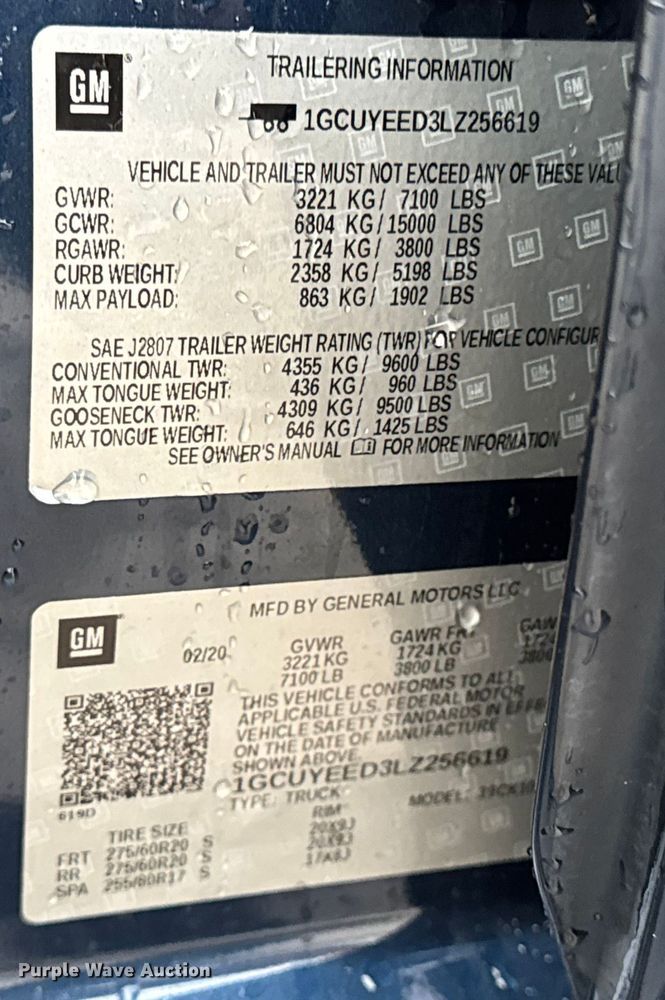 GM
TRAILERING INFORMATION
1GCUYEED3LZ256619
VEHICLE AND TRAILER MUST NOT EXCEED ANY OF THESE VALU
GVWR: 3221 KG/ 7100 LBS
GCWR: 6804 KG/15000 LBS
RGAWR: 1724 KG/ 3800 LBS
CURB WEIGHT: 2358 KG/ 5198 LBS
MAX PAYLOAD: 863 KG/ 1902 LBS
SAE J2807 TRAILER WEIGHT RATING (TWR) FOR VEHICLE CONFIGUR
CONVENTIONAL TWR: 4355 KG/ 9600 LBS
MAX TONGUE WEIGHT: 436 KG/ 960 LBS
GOOSENECK TWR: 4309 KG/ 9500 LBS
MAX TONGUE WEIGHT: 646 KG/ 1425 LBS
SEE OWNER'S MANUAL FOR MORE INFORMATION
GM
MFD BY GENERAL MOTORS LLC
02/20
GVWR GAWR FRT GAW
3221 KG 1724 KG 1724
7100 LB 3800 LB 3800
THIS VEHICLE CONFORMS TO ALL
APPLICABLE U.S. FEDERAL MOTOR
VEHICLE SAFETY STANDARDS IN EFFE
ON THE DATE OF MANUFACTURE
SHOWN ABOVE
1GCUYEED3LZ256619
TYPE: TRUCK MODEL:
619D
TIRE SIZE RIM
FRT 275/60R20 S 20X9J
RR 275/60R20 S 20X9J
SPA 255/80R17 S 17X8J
Purple Wave Auction